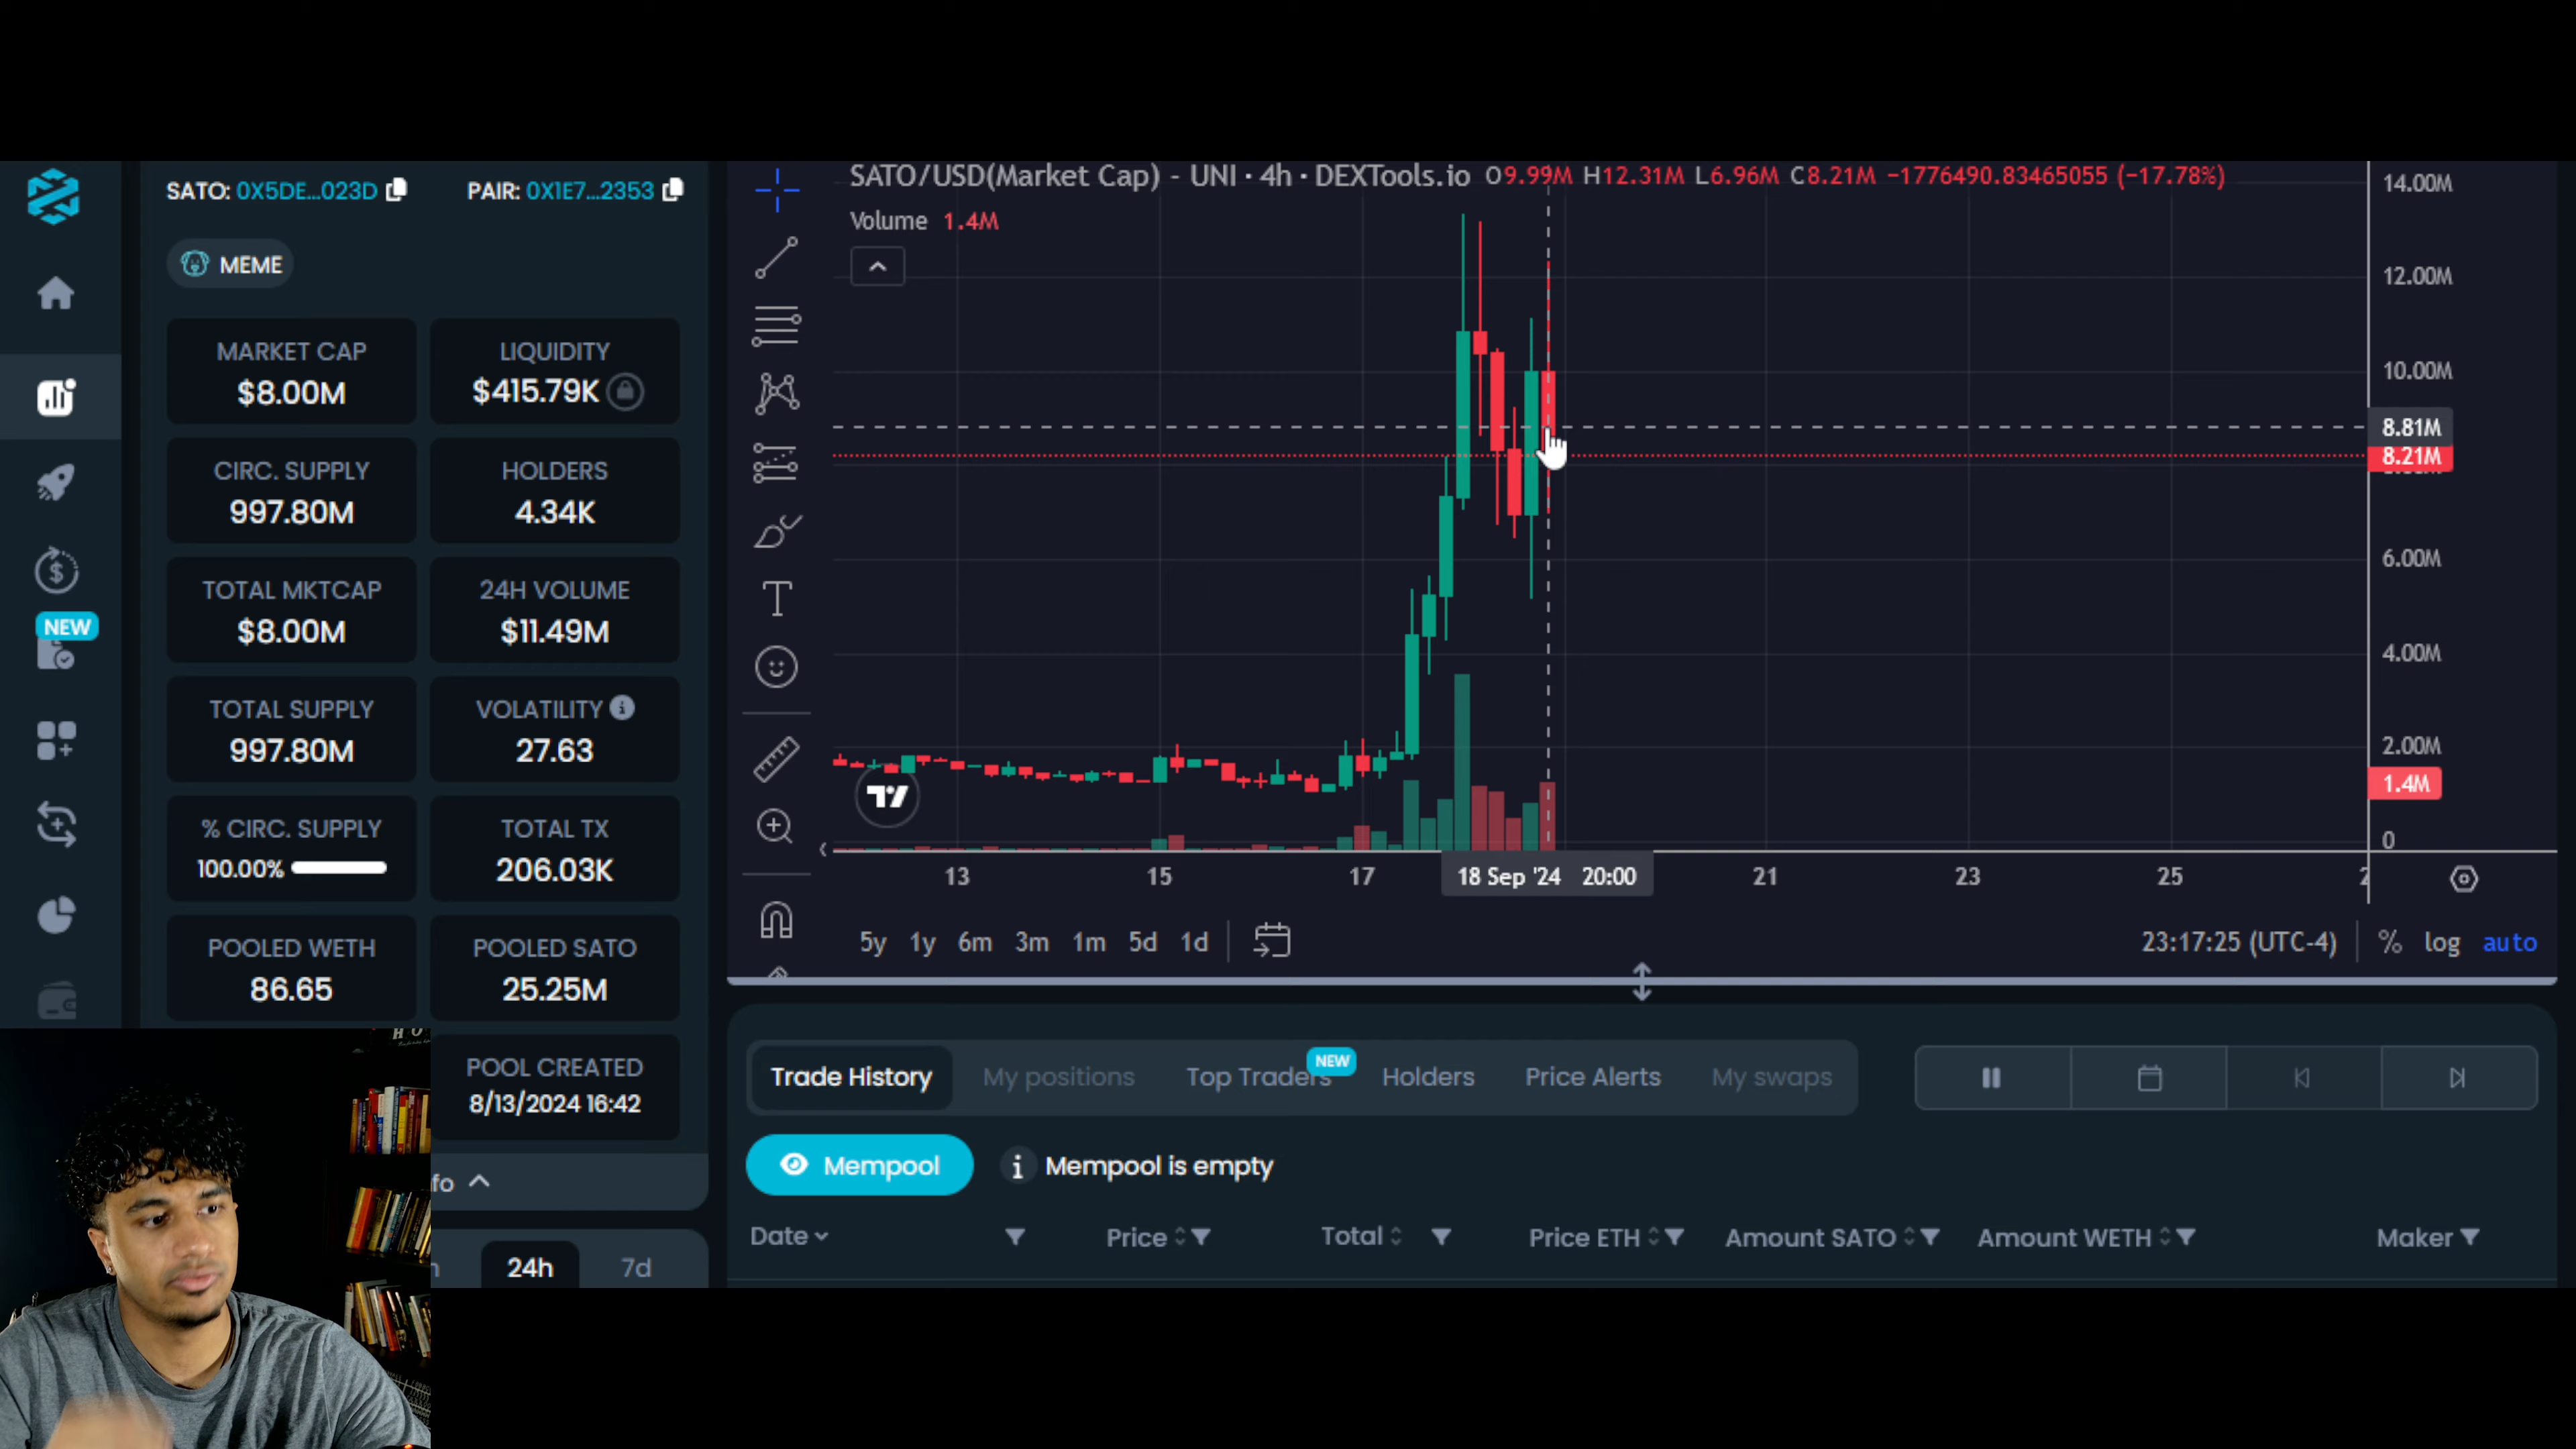 SATO: 0X5DE...023D PAIR: 0X1E7...2353
MEME
MARKET CAP
$8.00M
LIQUIDITY
$415.79K
CIRC. SUPPLY
997.80M
HOLDERS
4.34K
TOTAL MKTCAP
$8.00M
24H VOLUME
$11.49M
TOTAL SUPPLY
997.80M
VOLATILITY
27.63
% CIRC. SUPPLY
100.00%
TOTAL TX
206.03K
POOLED WETH
86.65
POOLED SATO
25.25M
POOL CREATED
8/13/2024 16:42
fo
24h 7d
NEW
SATO/USD(Market Cap) - UNI · 4h · DEXTools.io O9.99M H12.31M L6.96M C8.21M −1776490.83465055 (−17.78%)
Volume 1.4M
14.00M
12.00M
10.00M
8.81M
8.21M
6.00M
4.00M
2.00M
1.4M
0
13 15 17 18 Sep '24 20:00 21 23 25
5y 1y 6m 3m 1m 5d 1d
23:17:25 (UTC-4) % log auto
Trade History My positions Top Traders NEW Holders Price Alerts My swaps
Mempool Mempool is empty
Date Price Total Price ETH Amount SATO Amount WETH Maker